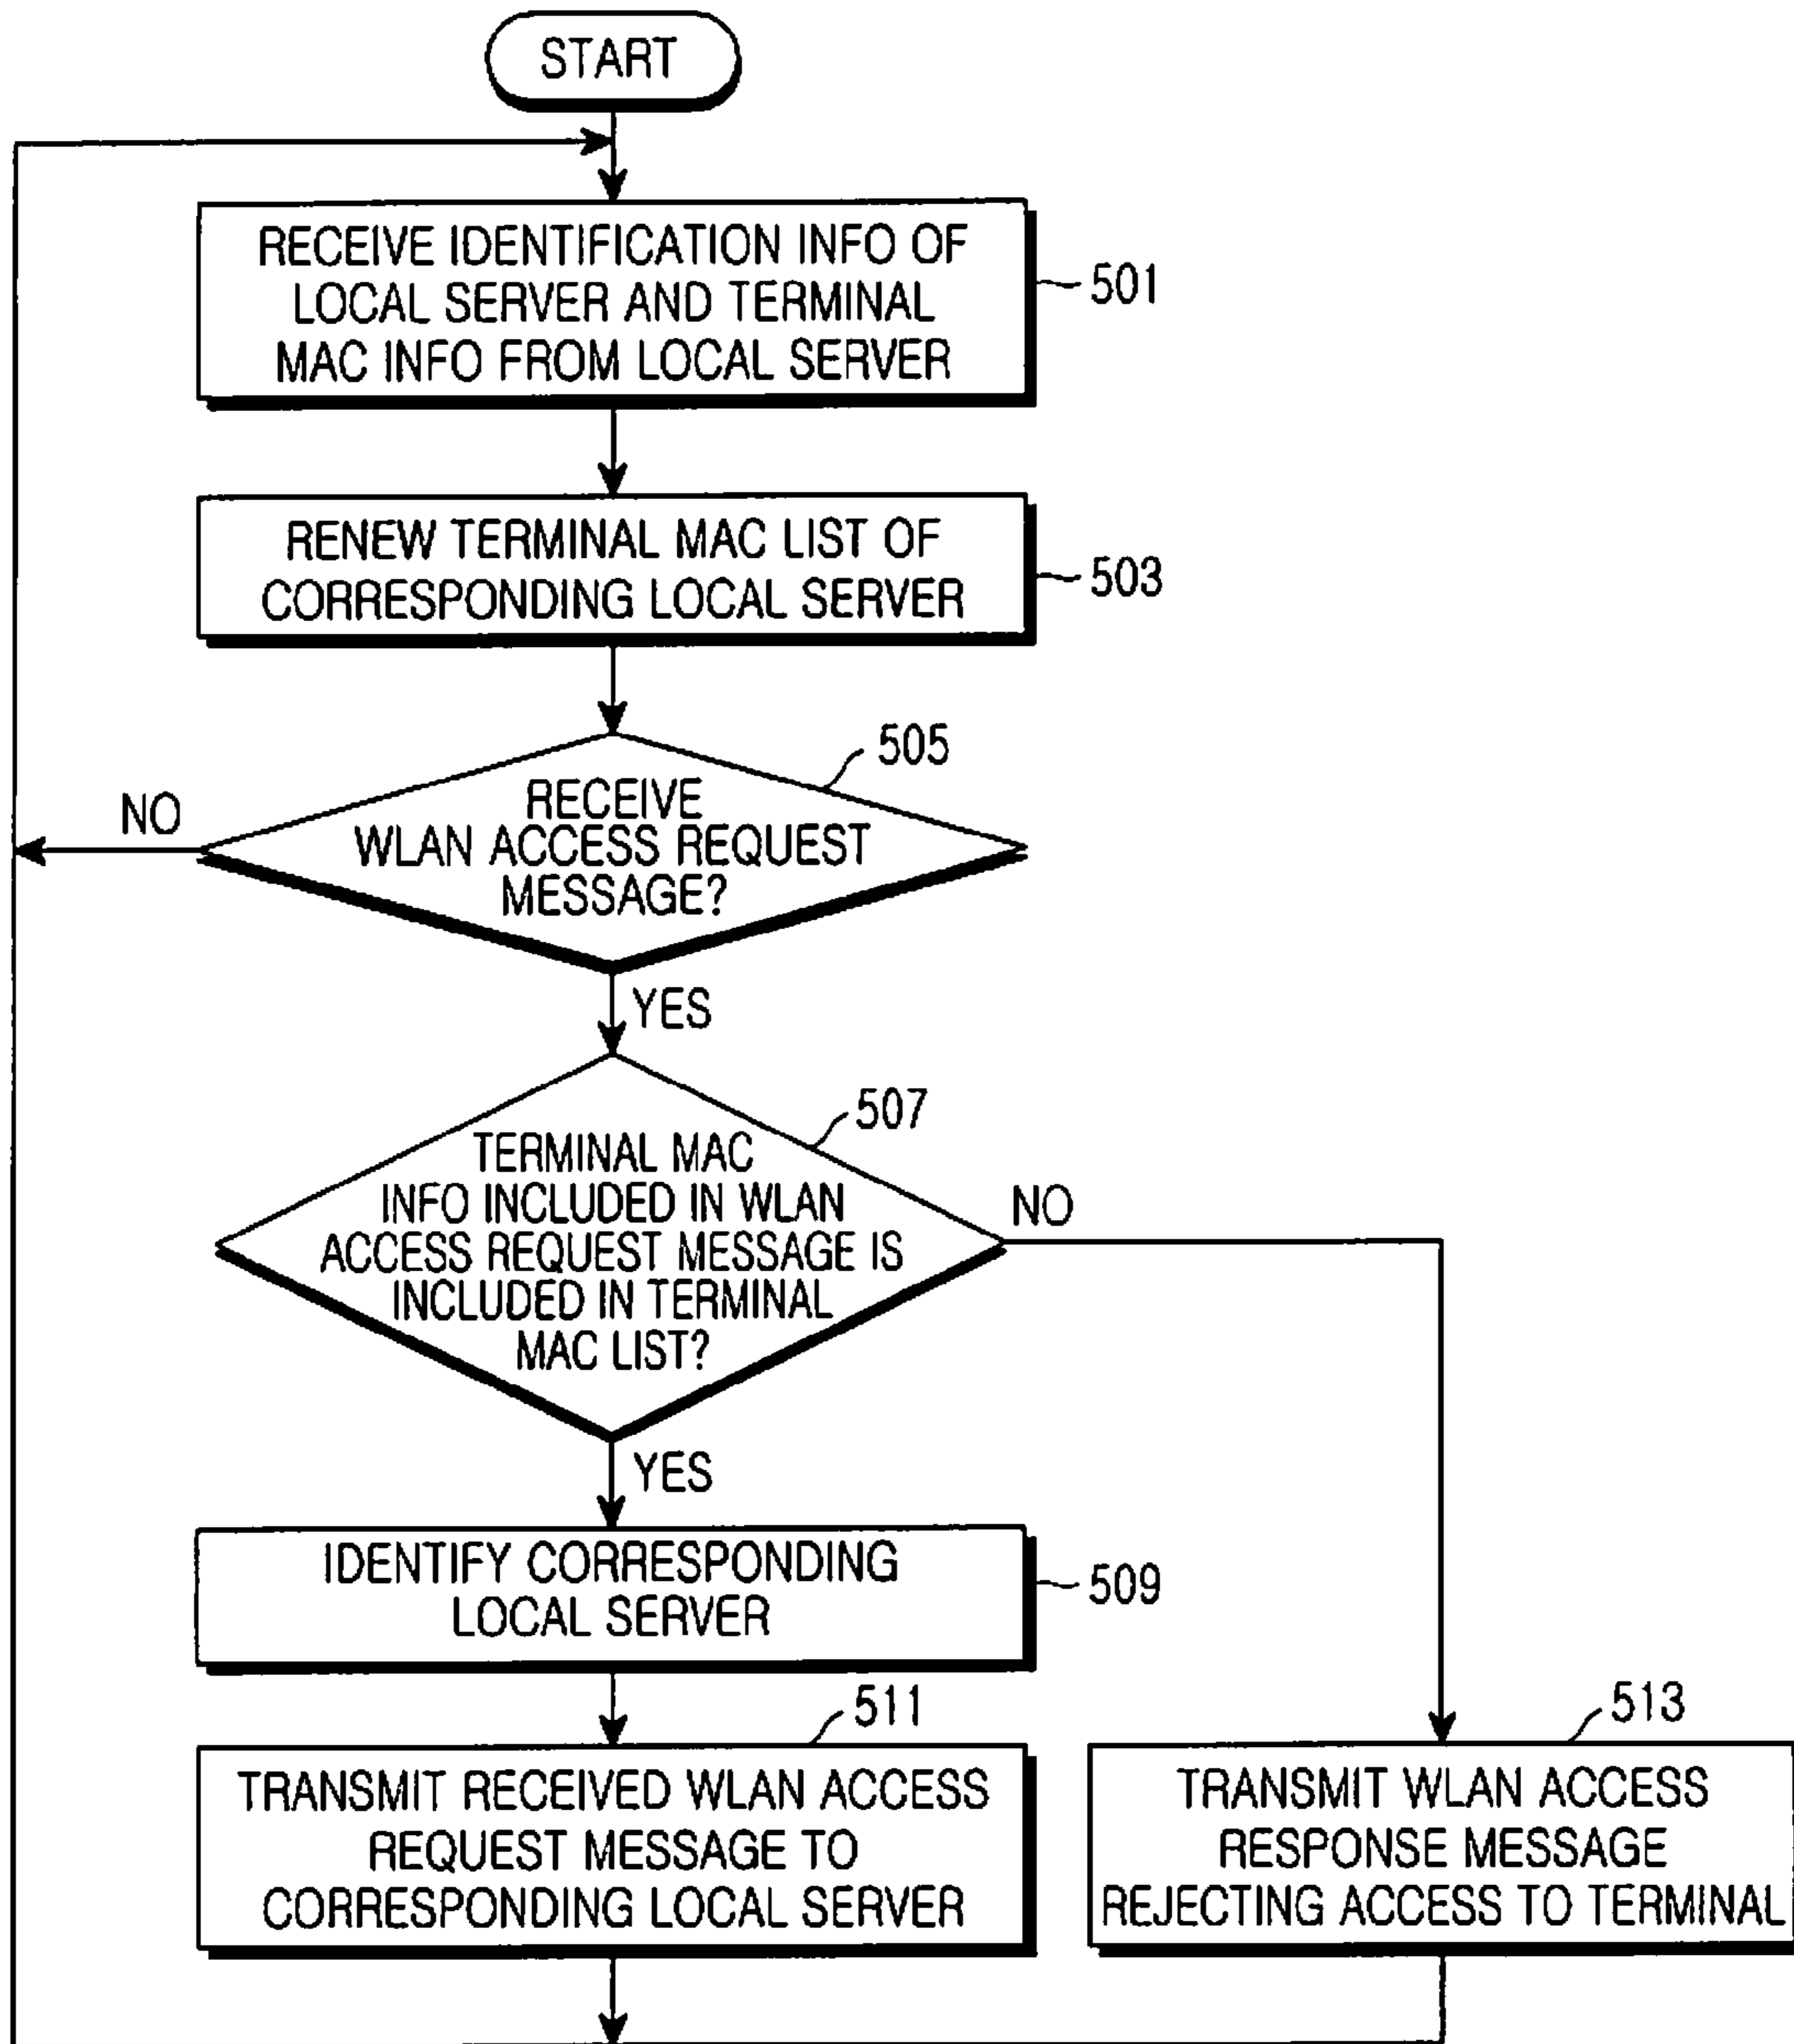 START
RECEIVE IDENTIFICATION INFO OF
LOCAL SERVER AND TERMINAL
MAC INFO FROM LOCAL SERVER
501
RENEW TERMINAL MAC LIST OF
CORRESPONDING LOCAL SERVER
503
505
RECEIVE
WLAN ACCESS REQUEST
MESSAGE?
NO
YES
507
TERMINAL MAC
INFO INCLUDED IN WLAN
ACCESS REQUEST MESSAGE IS
INCLUDED IN TERMINAL
MAC LIST?
NO
YES
IDENTIFY CORRESPONDING
LOCAL SERVER
509
511
TRANSMIT RECEIVED WLAN ACCESS
REQUEST MESSAGE TO
CORRESPONDING LOCAL SERVER
513
TRANSMIT WLAN ACCESS
RESPONSE MESSAGE
REJECTING ACCESS TO TERMINAL